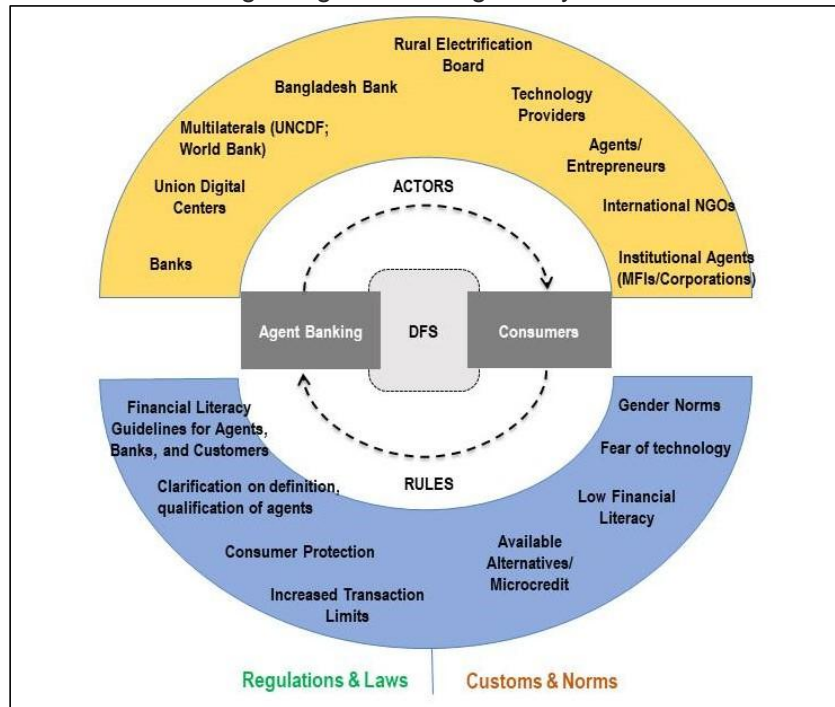 Rural Electrification
Board
Bangladesh Bank
Technology
Providers
Multilaterals (UNCDF;
World Bank)
Agents/
Entrepreneurs
Union Digital
Centers
International NGOs
Banks
Institutional Agents
(MFIs/Corporations)
ACTORS
Agent Banking
DFS
Consumers
RULES
Financial Literacy
Guidelines for Agents,
Banks, and Customers
Clarification on definition,
qualification of agents
Consumer Protection
Increased Transaction
Limits
Gender Norms
Fear of technology
Low Financial
Literacy
Available
Alternatives/
Microcredit
Regulations & Laws
Customs & Norms